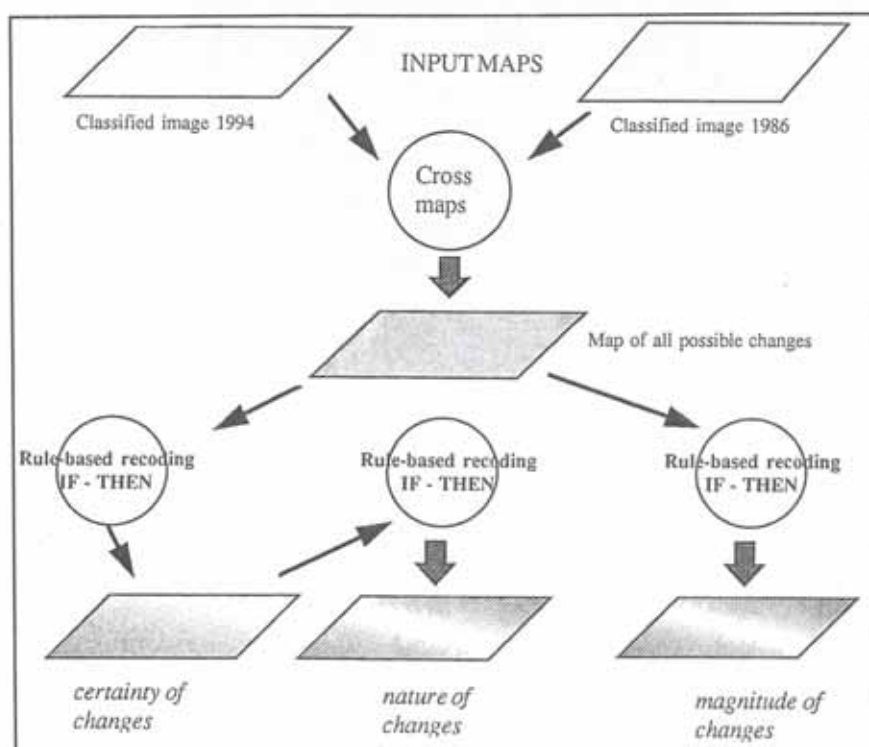 INPUT MAPS
Classified image 1994
Classified image 1986
Cross
maps
Map of all possible changes
Rule-based recoding
IF - THEN
Rule-based recoding
IF - THEN
Rule-based recoding
IF - THEN
certainty of
changes
nature of
changes
magnitude of
changes